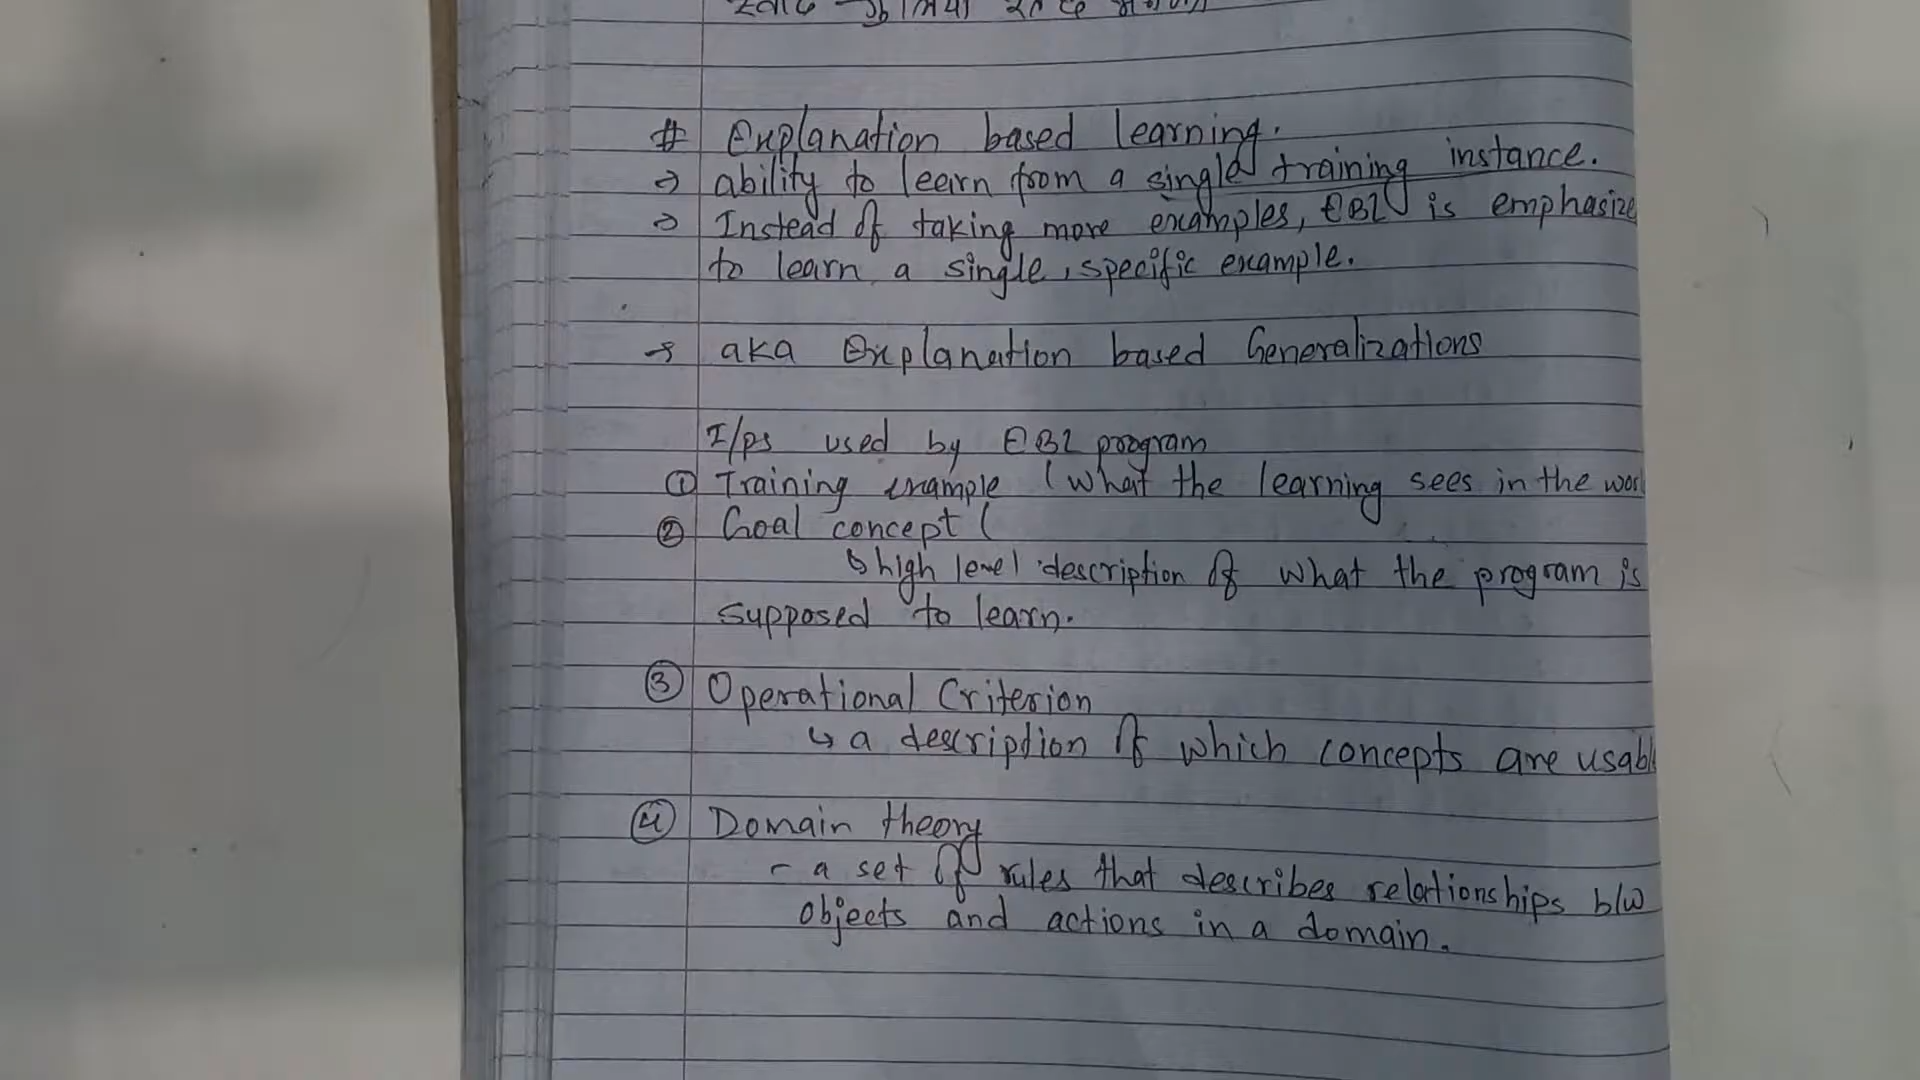 # Explanation based learning.
→ ability to learn from a single training instance.
→ Instead of taking more examples, EBL is emphasize
to learn a single, specific example.
→ aka Explanation based Generalizations
I/ps used by EBL program
① Training example (what the learning sees in the worl
② Goal concept (
↳ high level description of what the program is
supposed to learn.
③ Operational Criterion
↳ a description of which concepts are usabl
④ Domain theory
- a set of rules that describes relationships b/w
objects and actions in a domain.